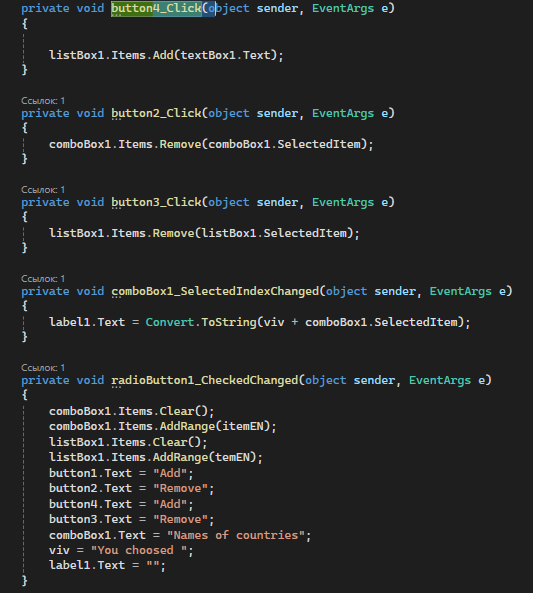 private void button4_Click(object sender, EventArgs e)
{
listBox1.Items.Add(textBox1.Text);
}
Ссылок: 1
private void button2_Click(object sender, EventArgs e)
{
comboBox1.Items.Remove(comboBox1.SelectedItem);
}
Ссылок: 1
private void button3_Click(object sender, EventArgs e)
{
listBox1.Items.Remove(listBox1.SelectedItem);
}
Ссылок: 1
private void comboBox1_SelectedIndexChanged(object sender, EventArgs e)
{
label1.Text = Convert.ToString(viv + comboBox1.SelectedItem);
}
Ссылок: 1
private void radioButton1_CheckedChanged(object sender, EventArgs e)
{
comboBox1.Items.Clear();
comboBox1.Items.AddRange(itemEN);
listBox1.Items.Clear();
listBox1.Items.AddRange(temEN);
button1.Text = "Add";
button2.Text = "Remove";
button4.Text = "Add";
button3.Text = "Remove";
comboBox1.Text = "Names of countries";
viv = "You choosed ";
label1.Text = "";
}